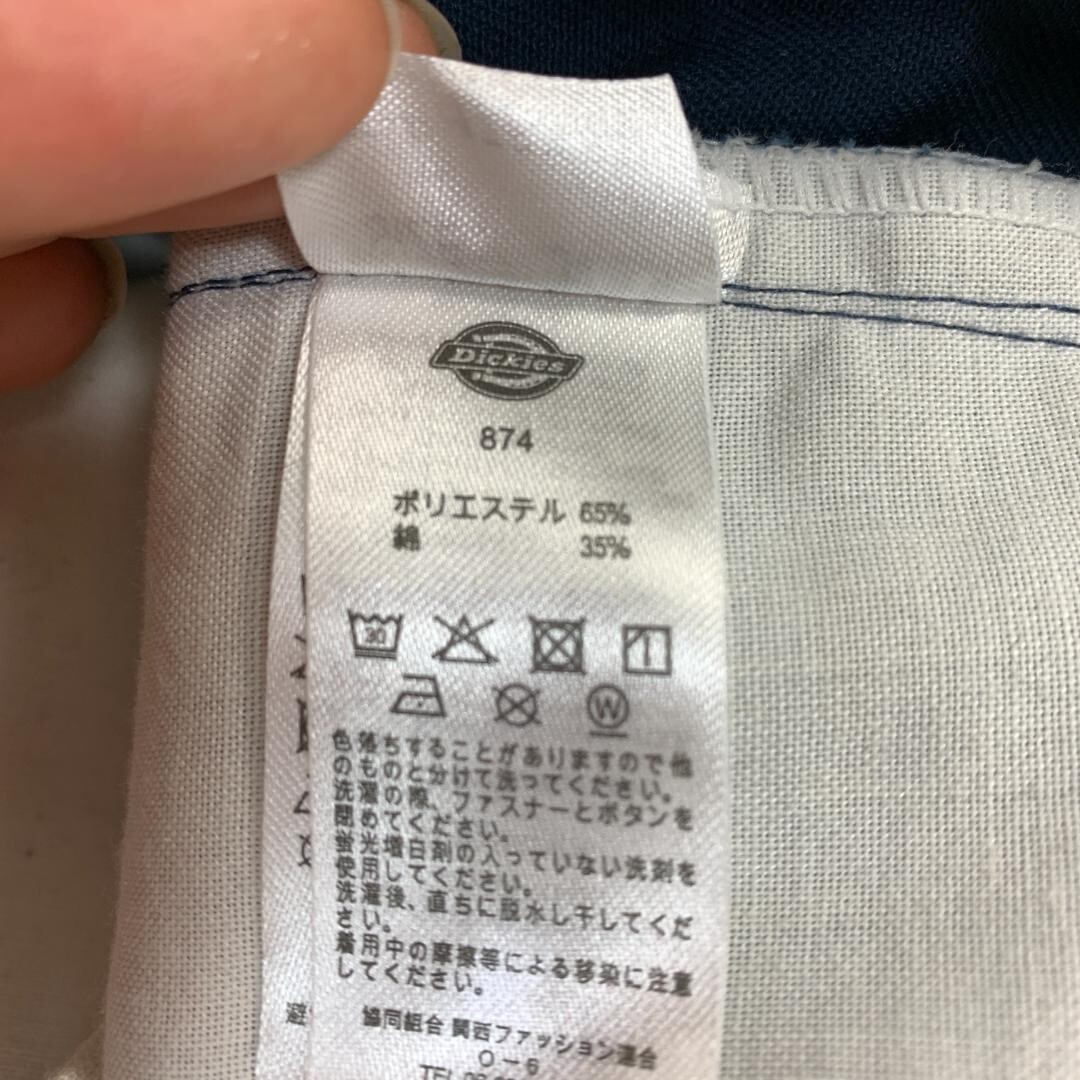 Dickies
874
ポリエステル 65%
綿 35%
30
W
色落ちすることがありますので他
のものと分けて洗ってください。
洗濯の際、ファスナーとボタンを
閉めてください。
蛍光増白剤の入っていない洗剤を
使用してください。
洗濯後、直ちに脱水し干してくだ
さい。
着用中の摩擦等による移染に注意
してください。
避
協同組合 関西ファッション連合
O-6
TEL